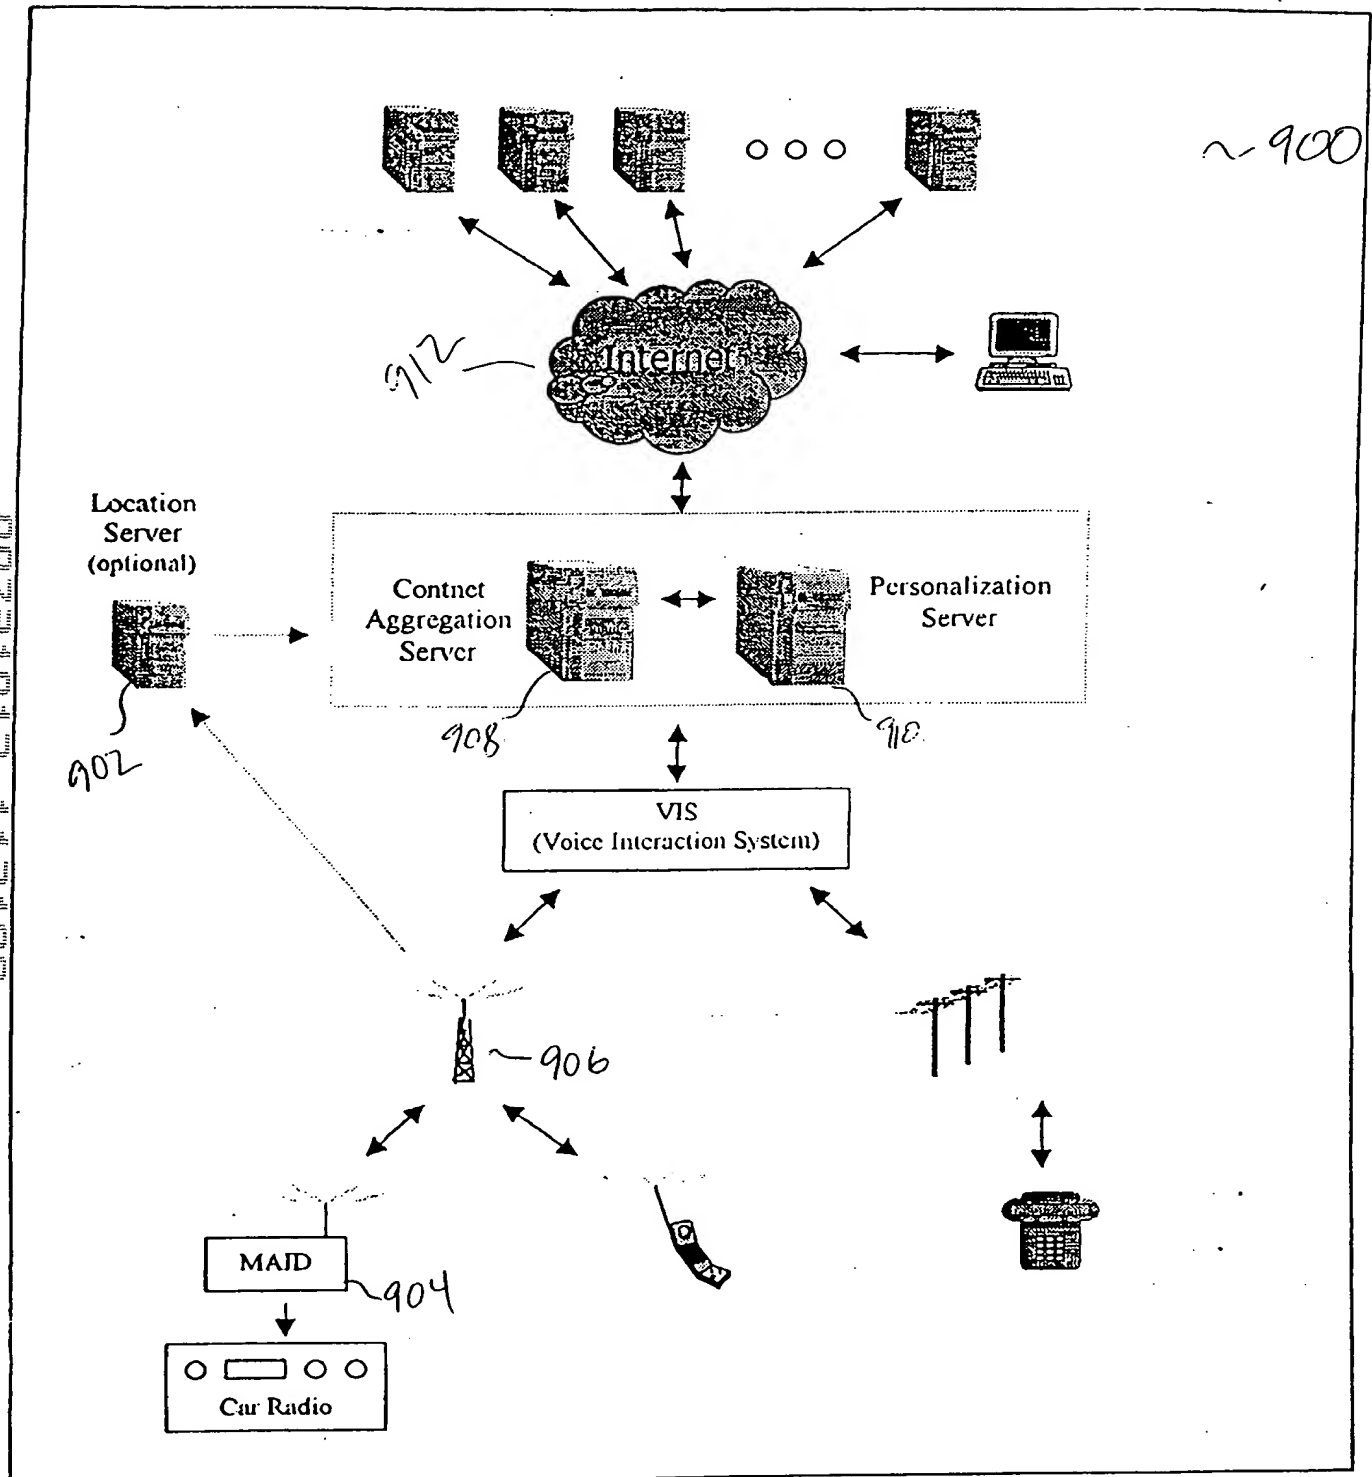 ~900
Internet
912
Location
Server
(optional)
902
Contnet
Aggregation
Server
908
Personalization
Server
910
VIS
(Voice Interaction System)
906
MAID
904
Car Radio